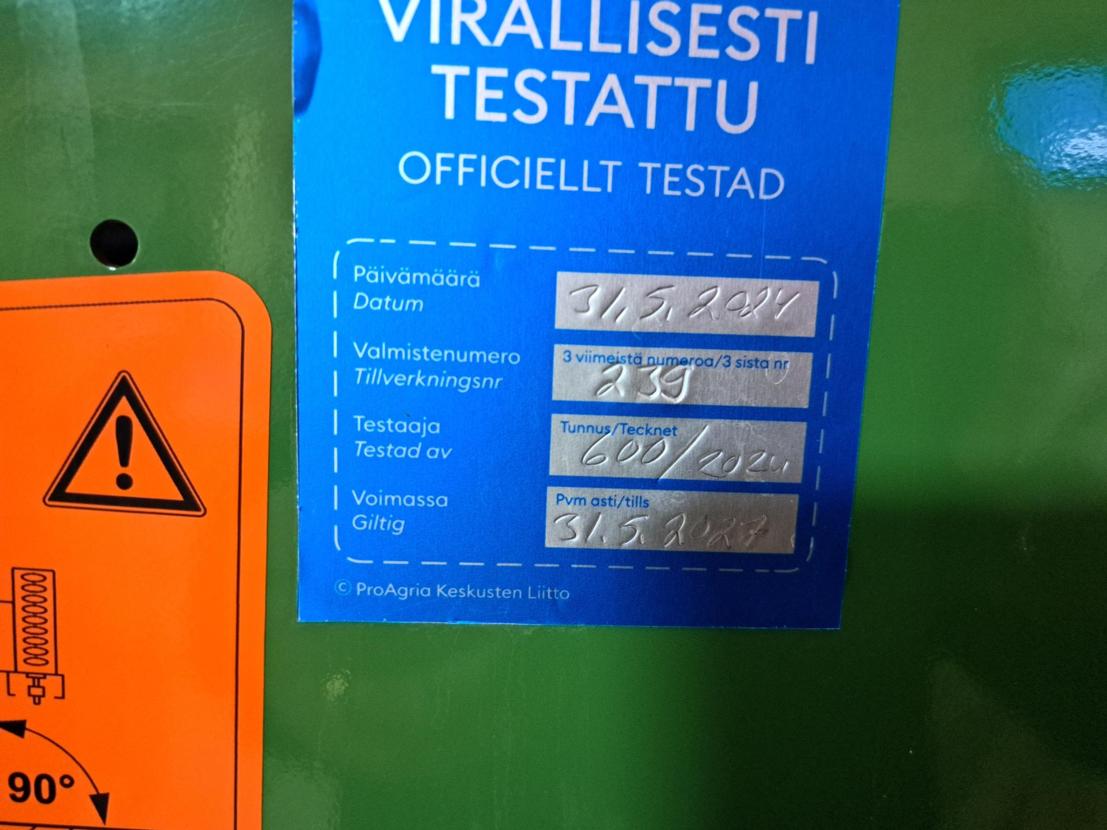 VIRALLISESTI
TESTATTU
OFFICIELLT TESTAD
Päivämäärä
Datum
31.5.2024
Valmistenumero
Tillverkningsnr
3 viimeistä numeroa/3 sista nr
239
Testaaja
Testad av
Tunnus/Tecknet
600/2024
Voimassa
Giltig
Pvm asti/tills
31.5.2027
© ProAgria Keskusten Liitto
90°